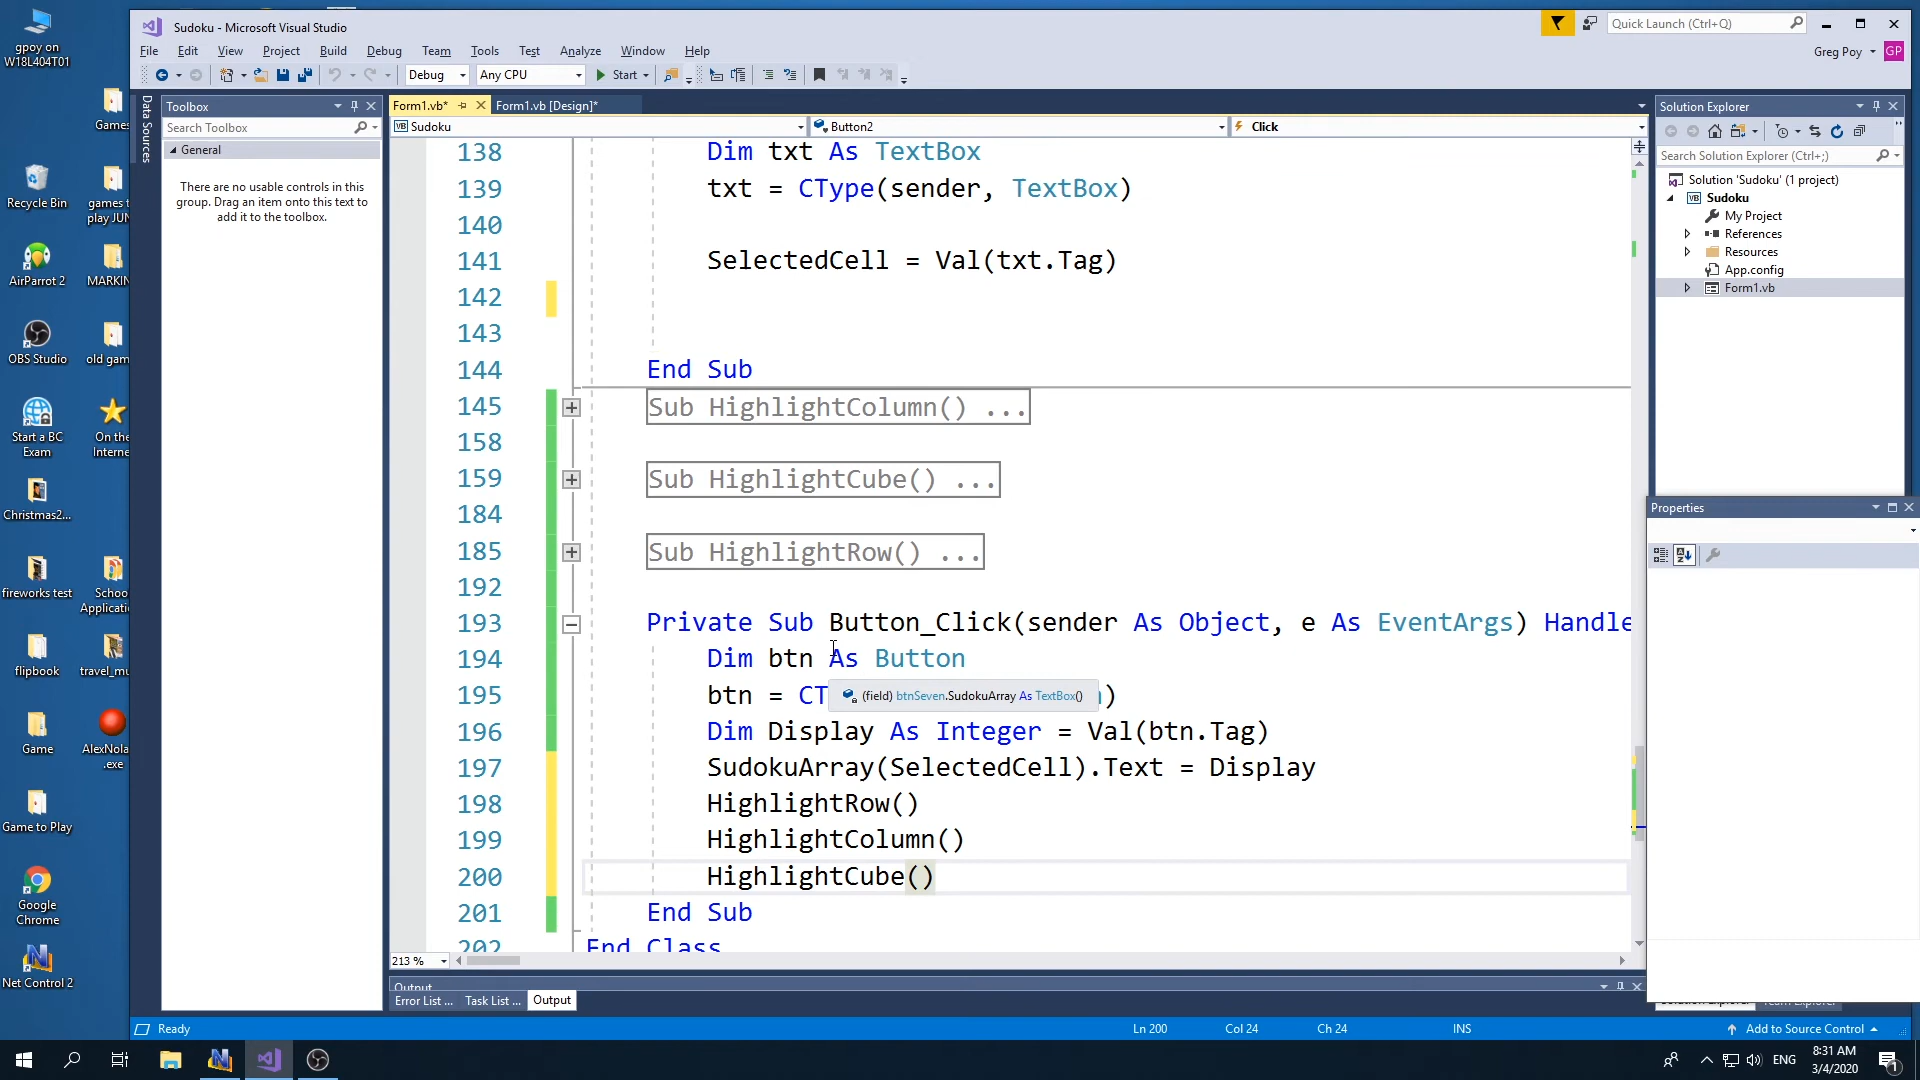 gpoy on
W18L404T01
Games
Recycle Bin
games t
play JUN
AirParrot 2
MARKIN
OBS Studio
old gam
Start a BC
Exam
On the
Interne
Christmas2...
fireworks test
Schoo
Applicati
flipbook
travel_mu
Game
AlexNola
.exe
Game to Play
Google
Chrome
Net Control 2
Sudoku - Microsoft Visual Studio
Quick Launch (Ctrl+Q)
File Edit View Project Build Debug Team Tools Test Analyze Window Help
Greg Poy GP
Debug Any CPU Start
Data Sources
Toolbox
Search Toolbox
General
There are no usable controls in this
group. Drag an item onto this text to
add it to the toolbox.
Form1.vb* Form1.vb [Design]*
VB Sudoku Button2 Click
138 Dim txt As TextBox
139 txt = CType(sender, TextBox)
140
141 SelectedCell = Val(txt.Tag)
142
143
144 End Sub
145 Sub HighlightColumn() ...
158
159 Sub HighlightCube() ...
184
185 Sub HighlightRow() ...
192
193 Private Sub Button_Click(sender As Object, e As EventArgs) Handle
194 Dim btn As Button
195 btn = CT )
(field) btnSeven.SudokuArray As TextBox()
196 Dim Display As Integer = Val(btn.Tag)
197 SudokuArray(SelectedCell).Text = Display
198 HighlightRow()
199 HighlightColumn()
200 HighlightCube()
201 End Sub
202 End Class
213 %
Output
Error List ... Task List ... Output
Solution Explorer
Search Solution Explorer (Ctrl+;)
Solution 'Sudoku' (1 project)
VB Sudoku
My Project
References
Resources
App.config
Form1.vb
Properties
Solution Explorer Team Explorer
Ready Ln 200 Col 24 Ch 24 INS Add to Source Control
ENG
8:31 AM
3/4/2020
1